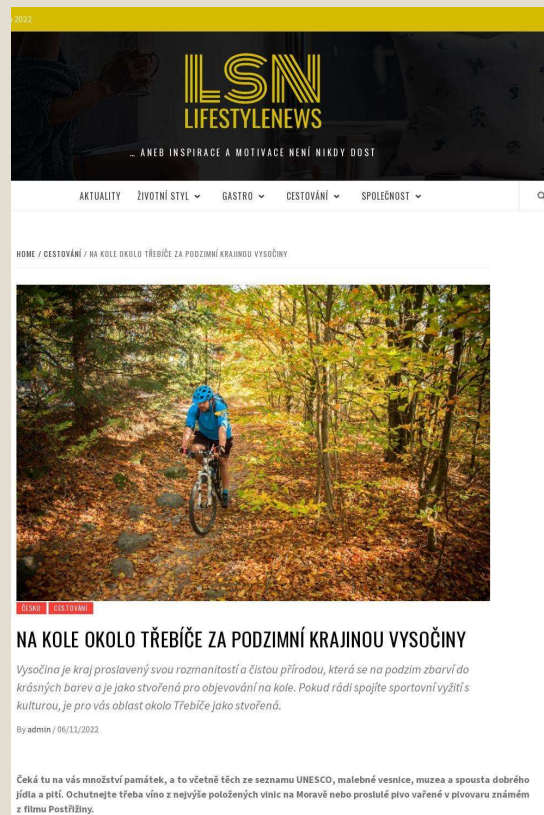 2022
LSN
LIFESTYLENEWS
… ANEB INSPIRACE A MOTIVACE NENÍ NIKDY DOST
AKTUALITY ŽIVOTNÍ STYL GASTRO CESTOVÁNÍ SPOLEČNOST
HOME / CESTOVÁNÍ / NA KOLE OKOLO TŘEBÍČE ZA PODZIMNÍ KRAJINOU VYSOČINY
ČESKO CESTOVÁNÍ
NA KOLE OKOLO TŘEBÍČE ZA PODZIMNÍ KRAJINOU VYSOČINY
Vysočina je kraj proslavený svou rozmanitostí a čistou přírodou, která se na podzim zbarví do
krásných barev a je jako stvořená pro objevování na kole. Pokud rádi spojíte sportovní vyžití s
kulturou, je pro vás oblast okolo Třebíče jako stvořená.
By admin / 06/11/2022
Čeká tu na vás množství památek, a to včetně těch ze seznamu UNESCO, malebné vesnice, muzea a spousta dobrého
jídla a pití. Ochutnejte třeba víno z nejvýše položených vinic na Moravě nebo proslulé pivo vařené v pivovaru známém
z filmu Postřižiny.